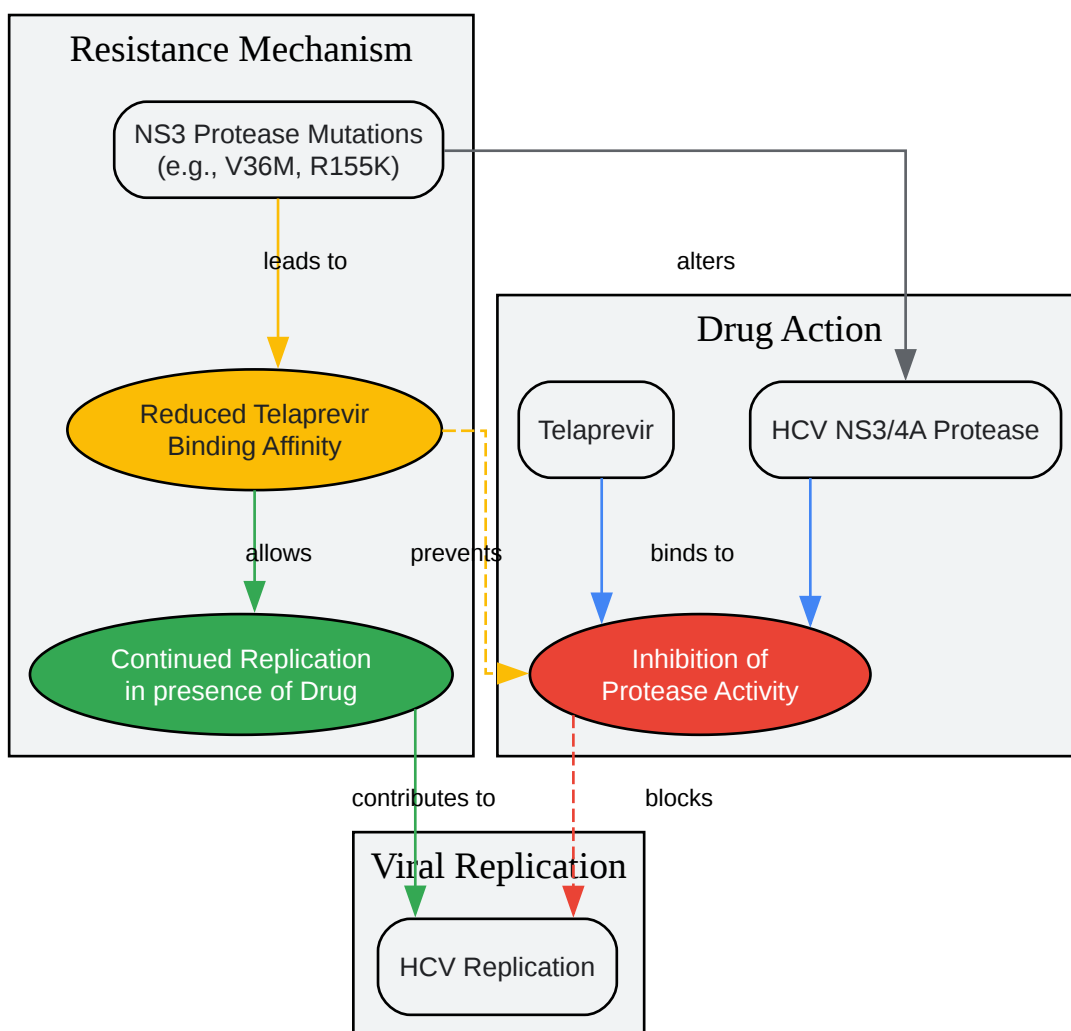 Resistance Mechanism
NS3 Protease Mutations
(e.g., V36M, R155K)
leads to
alters
Drug Action
Reduced Telaprevir
Binding Affinity
Telaprevir
HCV NS3/4A Protease
allows
prevents
binds to
Continued Replication
in presence of Drug
Inhibition of
Protease Activity
contributes to
blocks
Viral Replication
HCV Replication